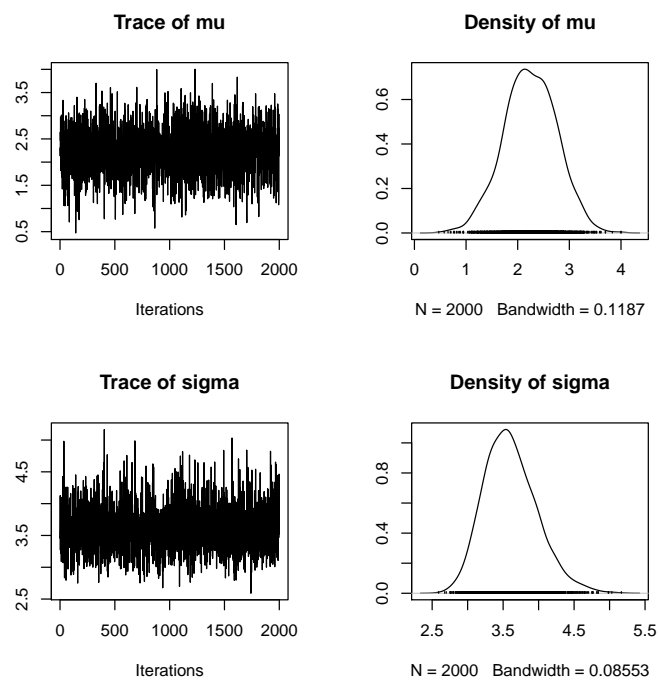 Trace of mu
3.5
2.5
1.5
0.5
0 500 1000 1500 2000
Iterations
Density of mu
0.6
0.4
0.2
0.0
0 1 2 3 4
N = 2000 Bandwidth = 0.1187
Trace of sigma
4.5
3.5
2.5
0 500 1000 1500 2000
Iterations
Density of sigma
0.8
0.4
0.0
2.5 3.5 4.5 5.5
N = 2000 Bandwidth = 0.08553